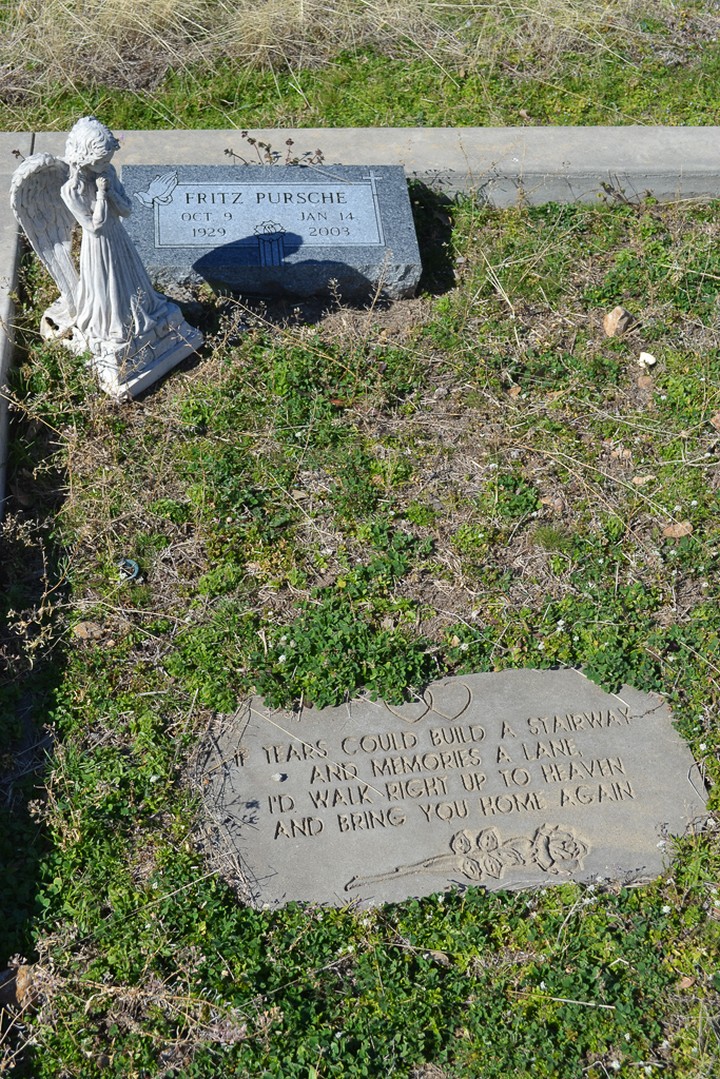 FRITZ PURSCHE
OCT. 9 JAN. 14
1929 2003
IF TEARS COULD BUILD A STAIRWAY
AND MEMORIES A LANE,
I'D WALK RIGHT UP TO HEAVEN
AND BRING YOU HOME AGAIN